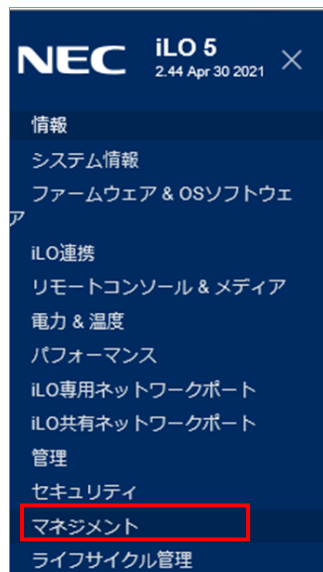 NEC
iLO 5
2.44 Apr 30 2021
情報
システム情報
ファームウェア & OSソフトウェ
ア
iLO連携
リモートコンソール & メディア
電力 & 温度
パフォーマンス
iLO専用ネットワークポート
iLO共有ネットワークポート
管理
セキュリティ
マネジメント
ライフサイクル管理